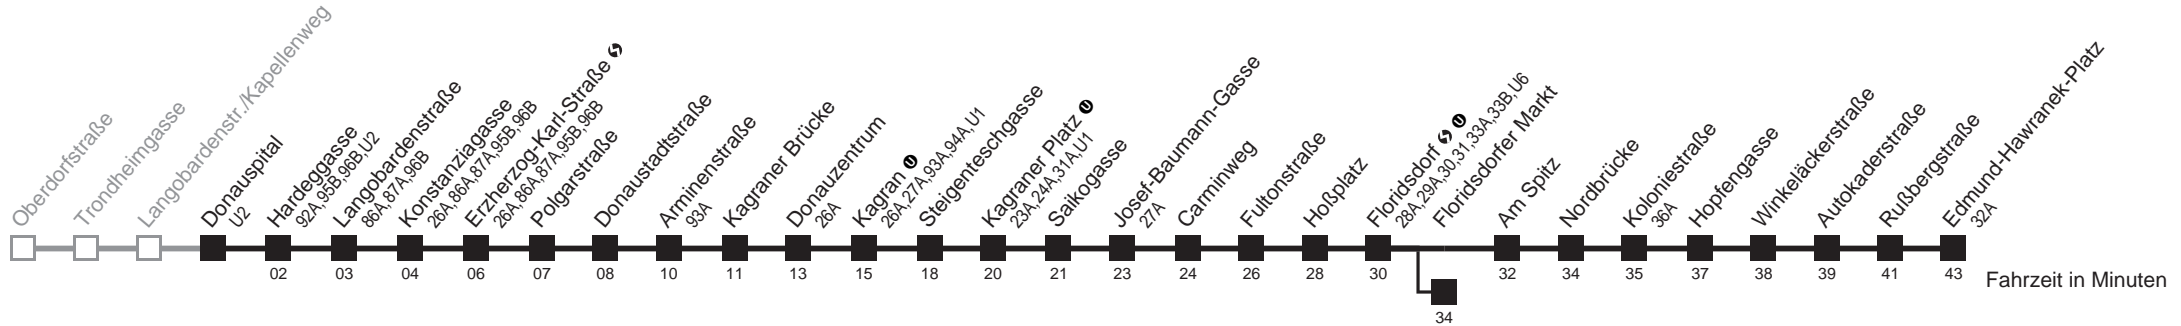 Oberdorfstraße
Trondheimgasse
Langobardenstr./Kapellenweg
Donauspital
U2
Hardeggasse
92A,95B,96B,U2
Langobardenstraße
86A,87A,96B
Konstanziagasse
26A,86A,87A,95B,96B
Erzherzog-Karl-Straße
26A,86A,87A,95B,96B
Polgarstraße
Donaustadtstraße
Arminenstraße
93A
Kagraner Brücke
Donauzentrum
26A
Kagran U
26A,27A,93A,94A,U1
Steigenteschgasse
Kagraner Platz U
23A,24A,31A,U1
Saikogasse
Josef-Baumann-Gasse
27A
Carminweg
Fultonstraße
Hoßplatz
Floridsdorf U
28A,29A,30,31,33A,33B,U6
Floridsdorfer Markt
Am Spitz
Nordbrücke
Koloniestraße
36A
Hopfengasse
Winkeläckerstraße
Autokaderstraße
Rußbergstraße
Edmund-Hawranek-Platz
32A
02 03 04 06 07 08 10 11 13 15 18 20 21 23 24 26 28 30 32 34 35 37 38 39 41 43
Fahrzeit in Minuten
34